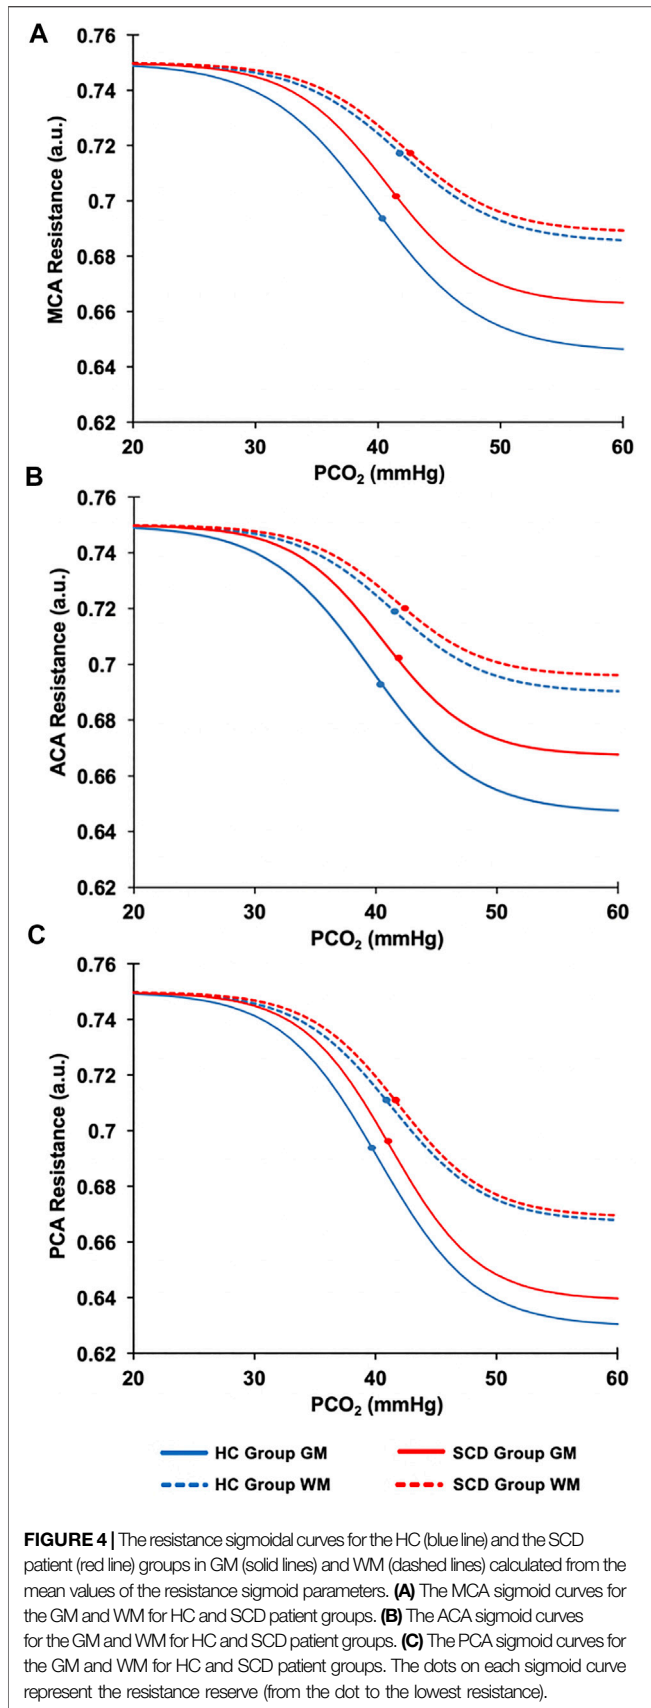 A
0.76
0.74
0.72
0.7
0.68
0.66
0.64
0.62
MCA Resistance (a.u.)
20 30 40 50 60
PCO₂ (mmHg)
B
0.76
0.74
0.72
0.7
0.68
0.66
0.64
0.62
ACA Resistance (a.u.)
20 30 40 50 60
PCO₂ (mmHg)
C
0.76
0.74
0.72
0.7
0.68
0.66
0.64
0.62
PCA Resistance (a.u.)
20 30 40 50 60
PCO₂ (mmHg)
HC Group GM SCD Group GM
HC Group WM SCD Group WM
FIGURE 4 | The resistance sigmoidal curves for the HC (blue line) and the SCD
patient (red line) groups in GM (solid lines) and WM (dashed lines) calculated from the
mean values of the resistance sigmoid parameters. (A) The MCA sigmoid curves for
the GM and WM for HC and SCD patient groups. (B) The ACA sigmoid curves
for the GM and WM for HC and SCD patient groups. (C) The PCA sigmoid curves for
the GM and WM for HC and SCD patient groups. The dots on each sigmoid curve
represent the resistance reserve (from the dot to the lowest resistance).